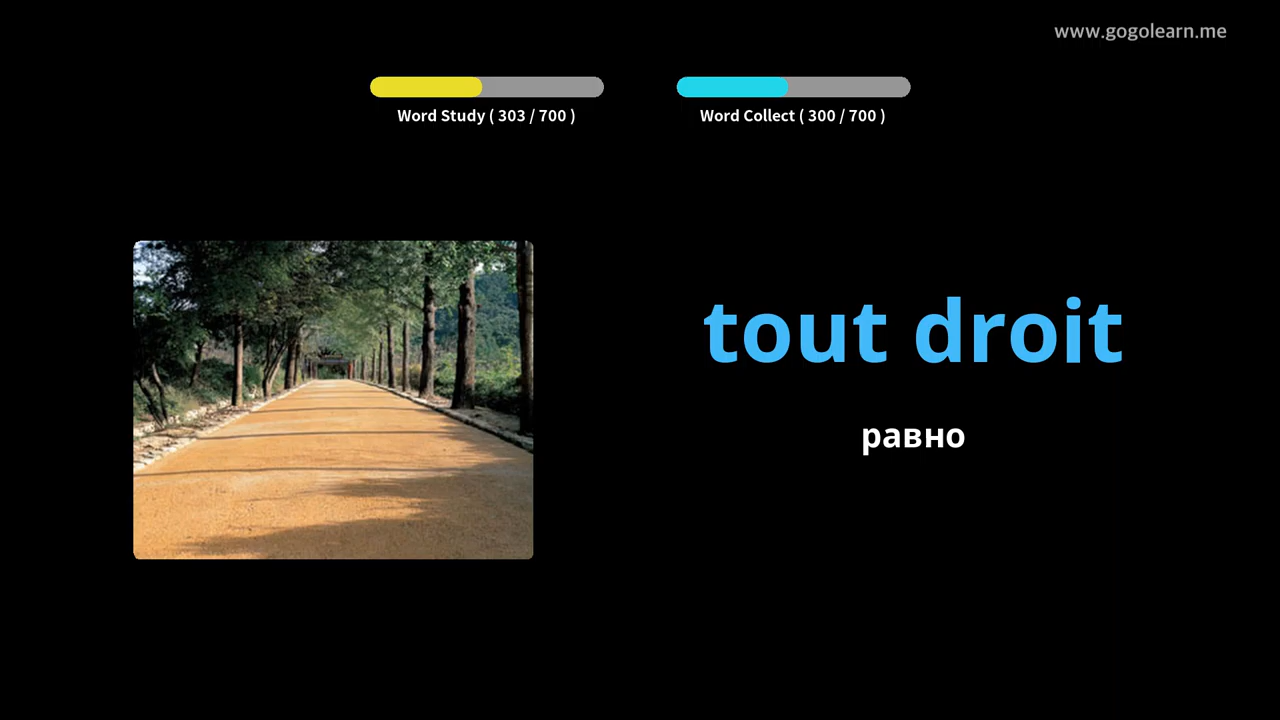 www.gogolearn.me
Word Study ( 303 / 700 )
Word Collect ( 300 / 700 )
tout droit
равно